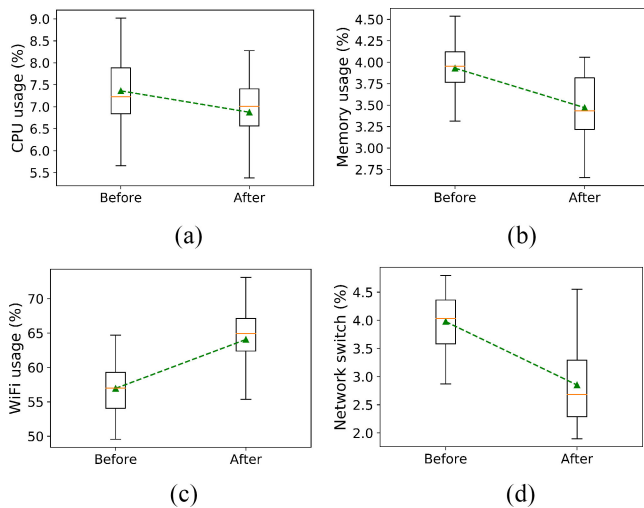 CPU usage (%)
9.0
8.5
8.0
7.5
7.0
6.5
6.0
5.5
Before
After
(a)
Memory usage (%)
4.50
4.25
4.00
3.75
3.50
3.25
3.00
2.75
Before
After
(b)
WiFi usage (%)
70
65
60
55
50
Before
After
(c)
Network switch (%)
4.5
4.0
3.5
3.0
2.5
2.0
Before
After
(d)